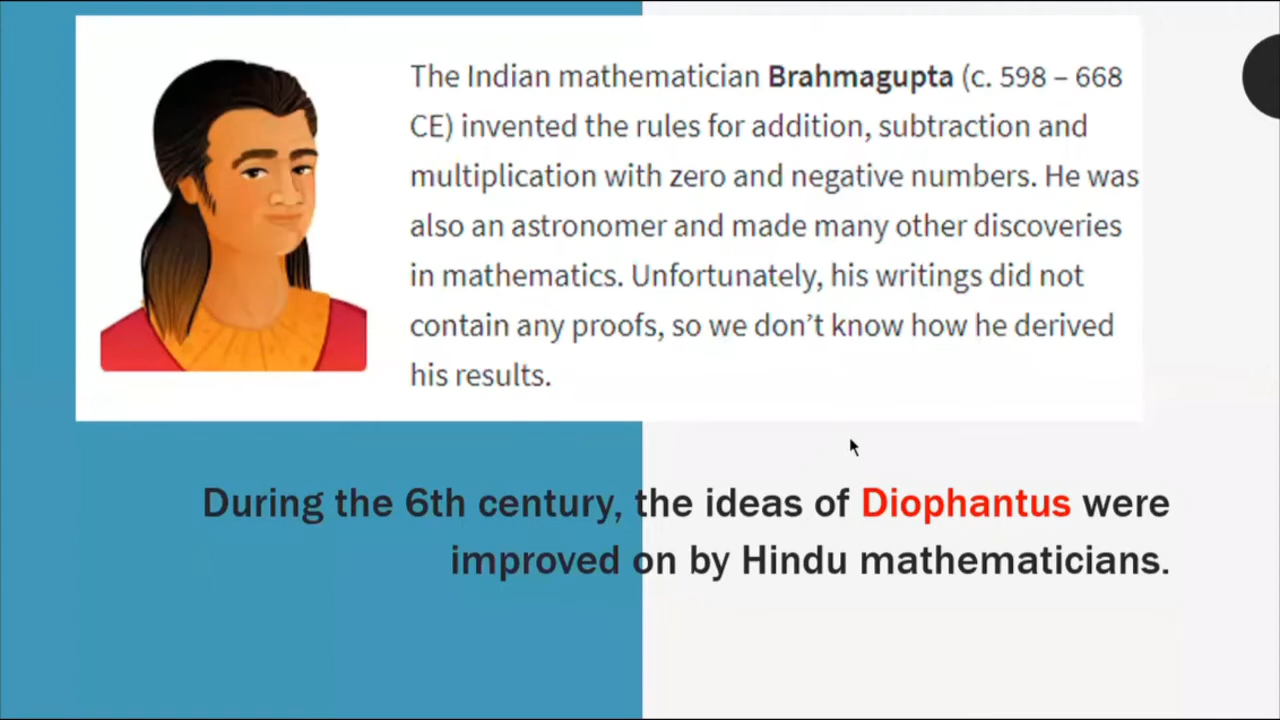 The Indian mathematician Brahmagupta (c. 598 – 668
CE) invented the rules for addition, subtraction and
multiplication with zero and negative numbers. He was
also an astronomer and made many other discoveries
in mathematics. Unfortunately, his writings did not
contain any proofs, so we don’t know how he derived
his results.
During the 6th century, the ideas of Diophantus were
improved on by Hindu mathematicians.